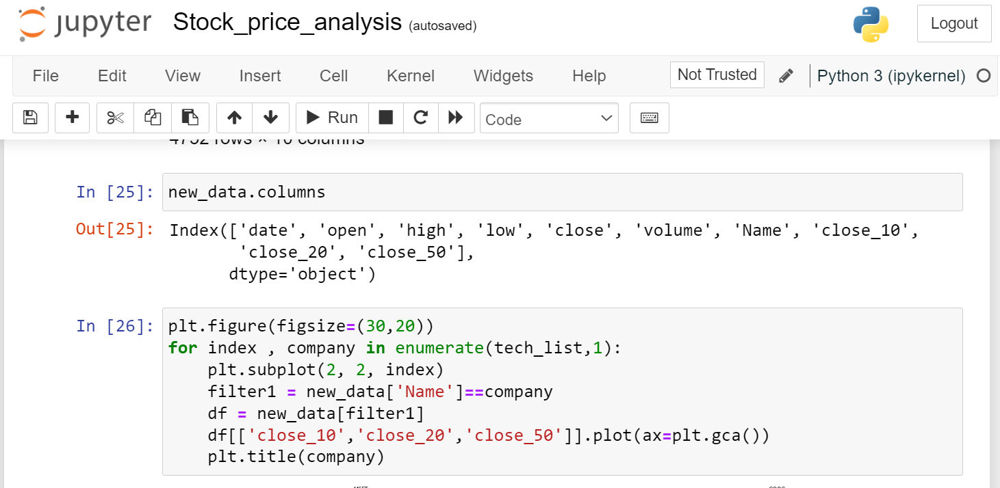 jupyter Stock_price_analysis (autosaved) Logout
File Edit View Insert Cell Kernel Widgets Help Not Trusted Python 3 (ipykernel)
Run Code
4752 rows × 10 columns
In [25]: new_data.columns
Out[25]: Index(['date', 'open', 'high', 'low', 'close', 'volume', 'Name', 'close_10',
       'close_20', 'close_50'],
      dtype='object')
In [26]: plt.figure(figsize=(30,20))
for index , company in enumerate(tech_list,1):
    plt.subplot(2, 2, index)
    filter1 = new_data['Name']==company
    df = new_data[filter1]
    df[['close_10','close_20','close_50']].plot(ax=plt.gca())
    plt.title(company)